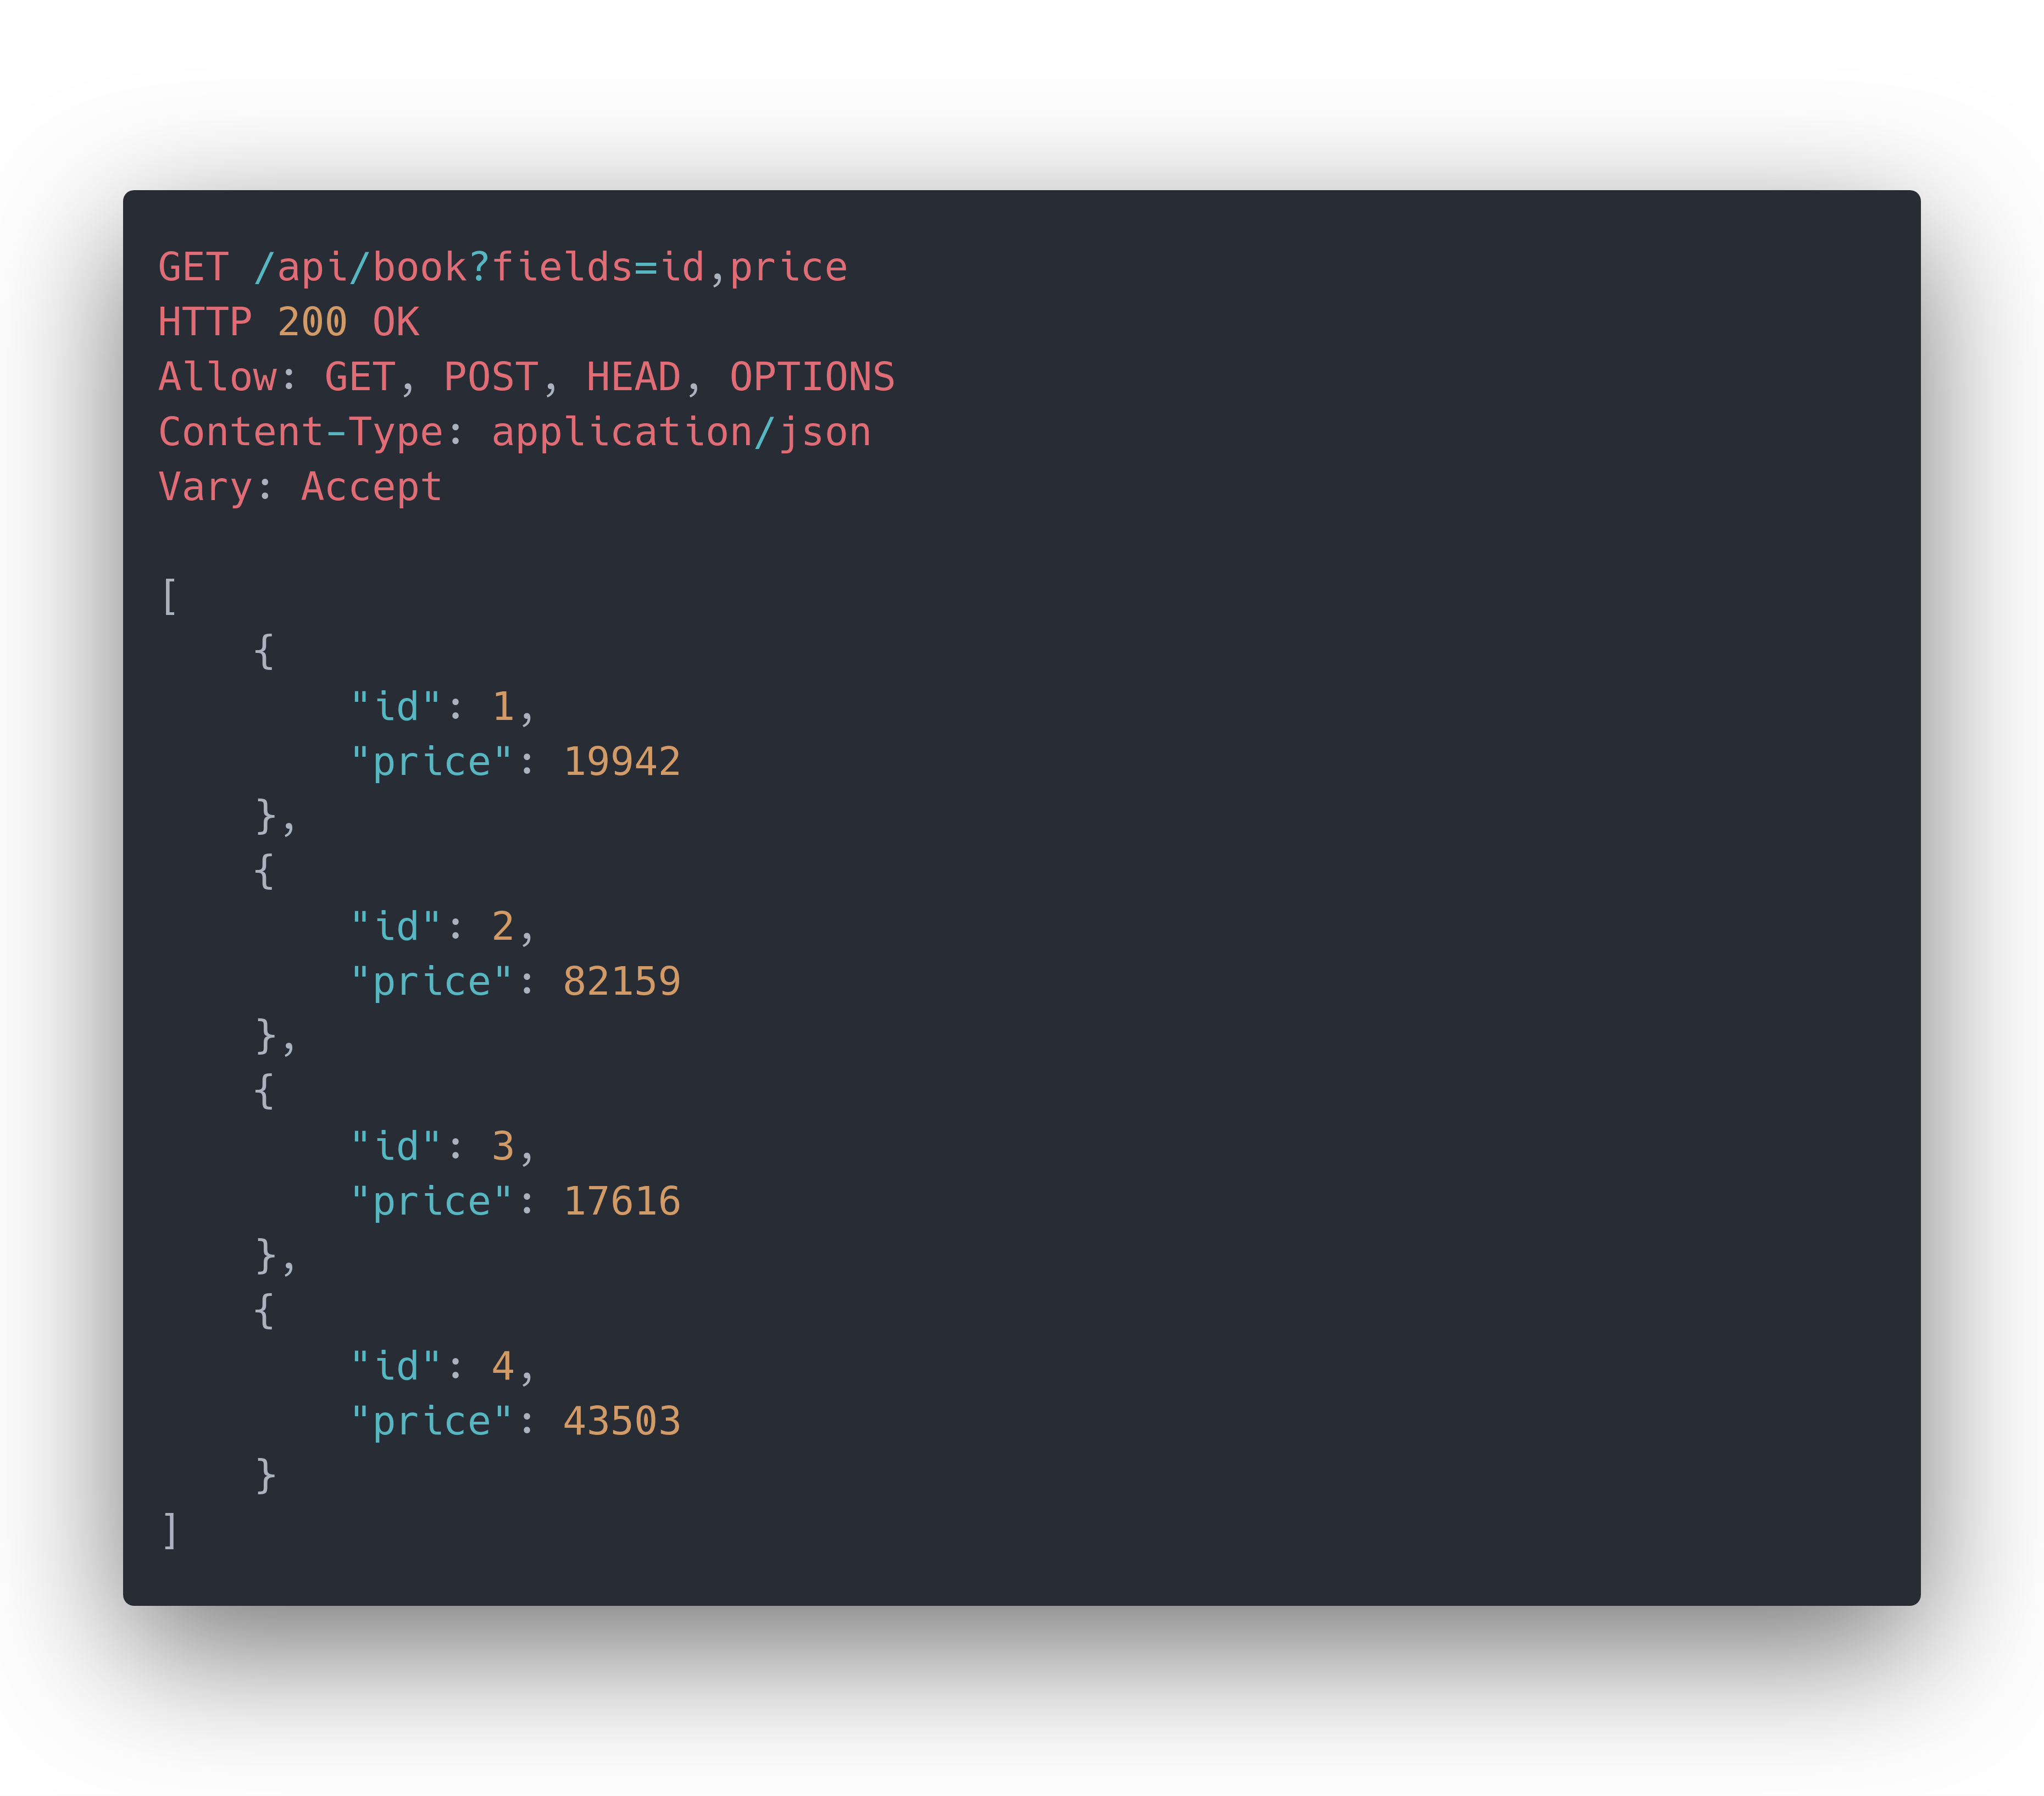 GET /api/book?fields=id,price
HTTP 200 OK
Allow: GET, POST, HEAD, OPTIONS
Content-Type: application/json
Vary: Accept

[
    {
        "id": 1,
        "price": 19942
    },
    {
        "id": 2,
        "price": 82159
    },
    {
        "id": 3,
        "price": 17616
    },
    {
        "id": 4,
        "price": 43503
    }
]